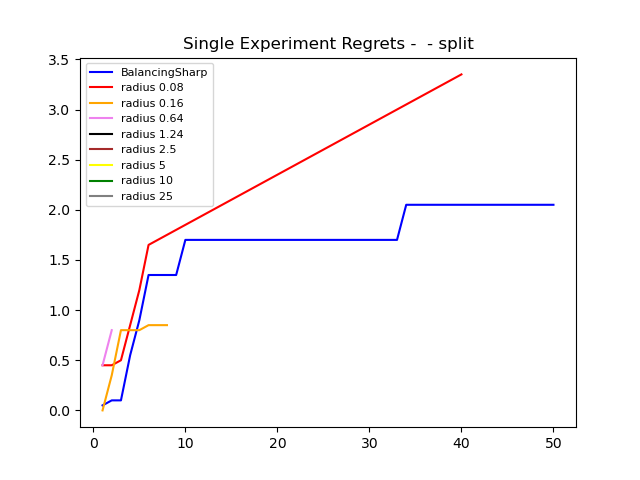 Single Experiment Regrets -  - split
3.5
3.0
2.5
2.0
1.5
1.0
0.5
0.0
BalancingSharp
radius 0.08
radius 0.16
radius 0.64
radius 1.24
radius 2.5
radius 5
radius 10
radius 25
0 10 20 30 40 50